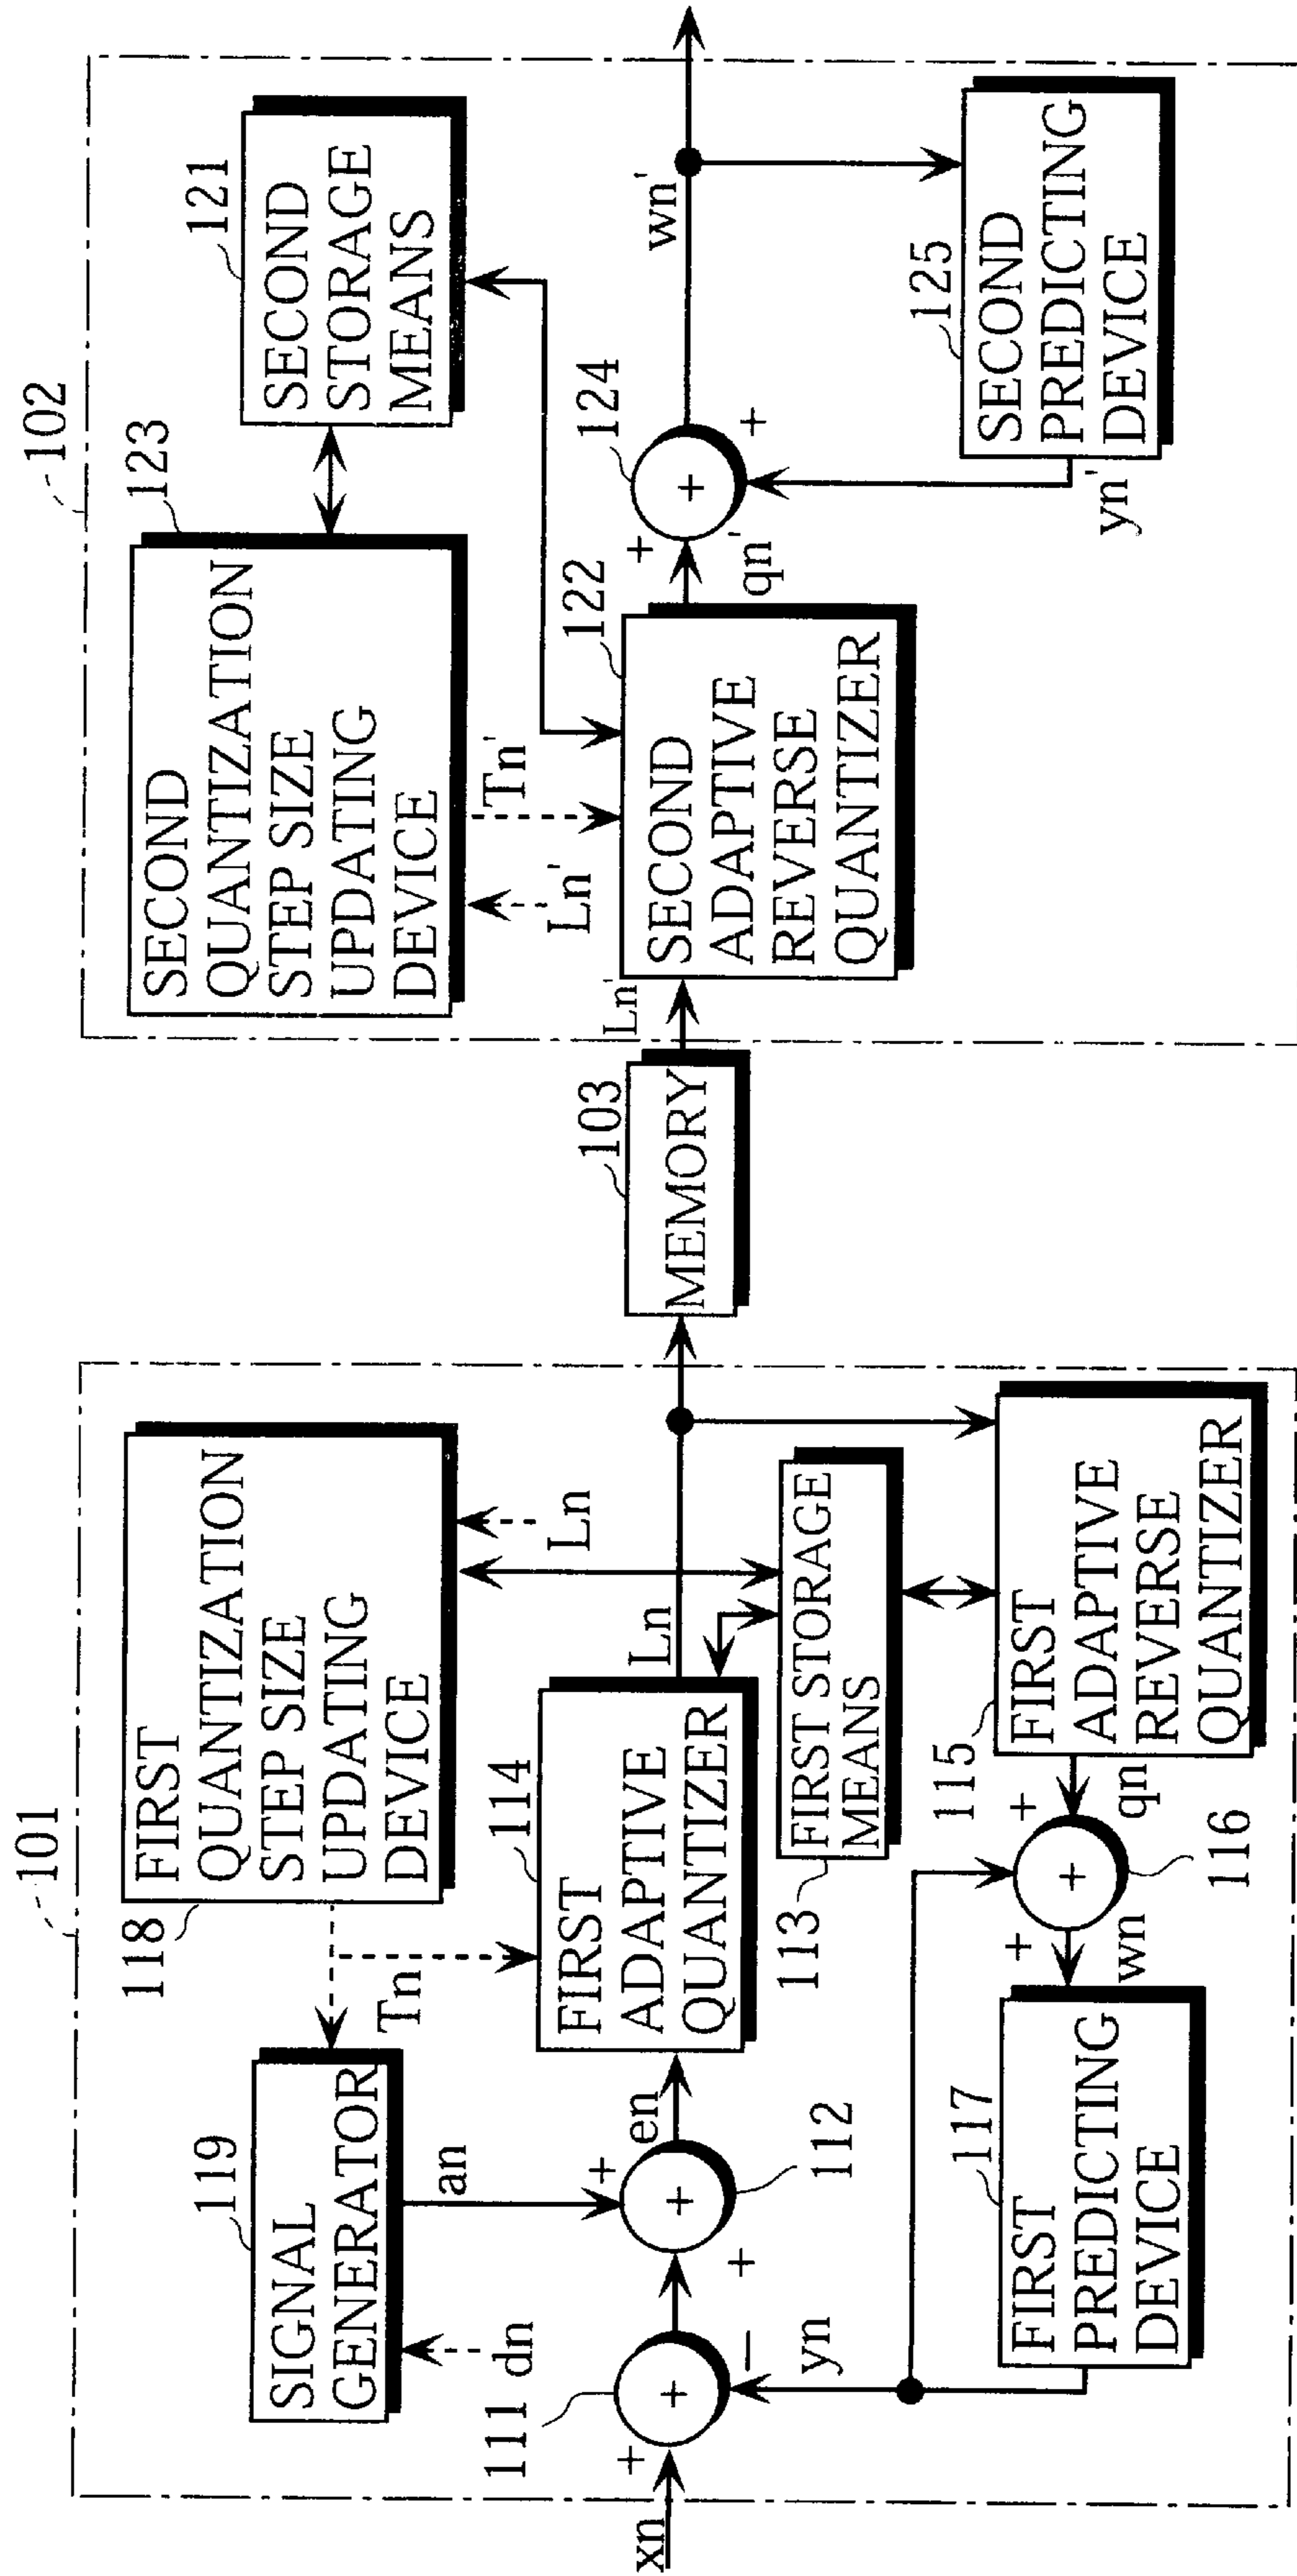 101
FIRST
QUANTIZATION
STEP SIZE
UPDATING
DEVICE
118
119
SIGNAL
GENERATOR
Tn
Ln
an
dn
114
FIRST
ADAPTIVE
QUANTIZER
Ln
en
112
111
+
+
+
+
+
−
xn
yn
113
FIRST STORAGE
MEANS
115
FIRST
ADAPTIVE
REVERSE
QUANTIZER
qn
116
+
+
+
wn
117
FIRST
PREDICTING
DEVICE
103
MEMORY
102
123
SECOND
QUANTIZATION
STEP SIZE
UPDATING
DEVICE
121
SECOND
STORAGE
MEANS
Ln'
Tn'
Ln'
122
SECOND
ADAPTIVE
REVERSE
QUANTIZER
qn'
124
+
+
+
wn'
yn'
125
SECOND
PREDICTING
DEVICE